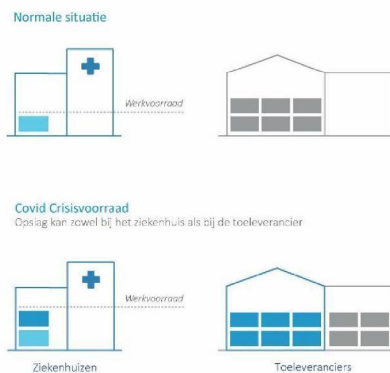 Normale situatie
Werkvoorraad
Covid Crisisvoorraad
Opslag kan zowel bij het ziekenhuis als bij de toeleverancier
Werkvoorraad
Ziekenhuizen
Toeleveranciers